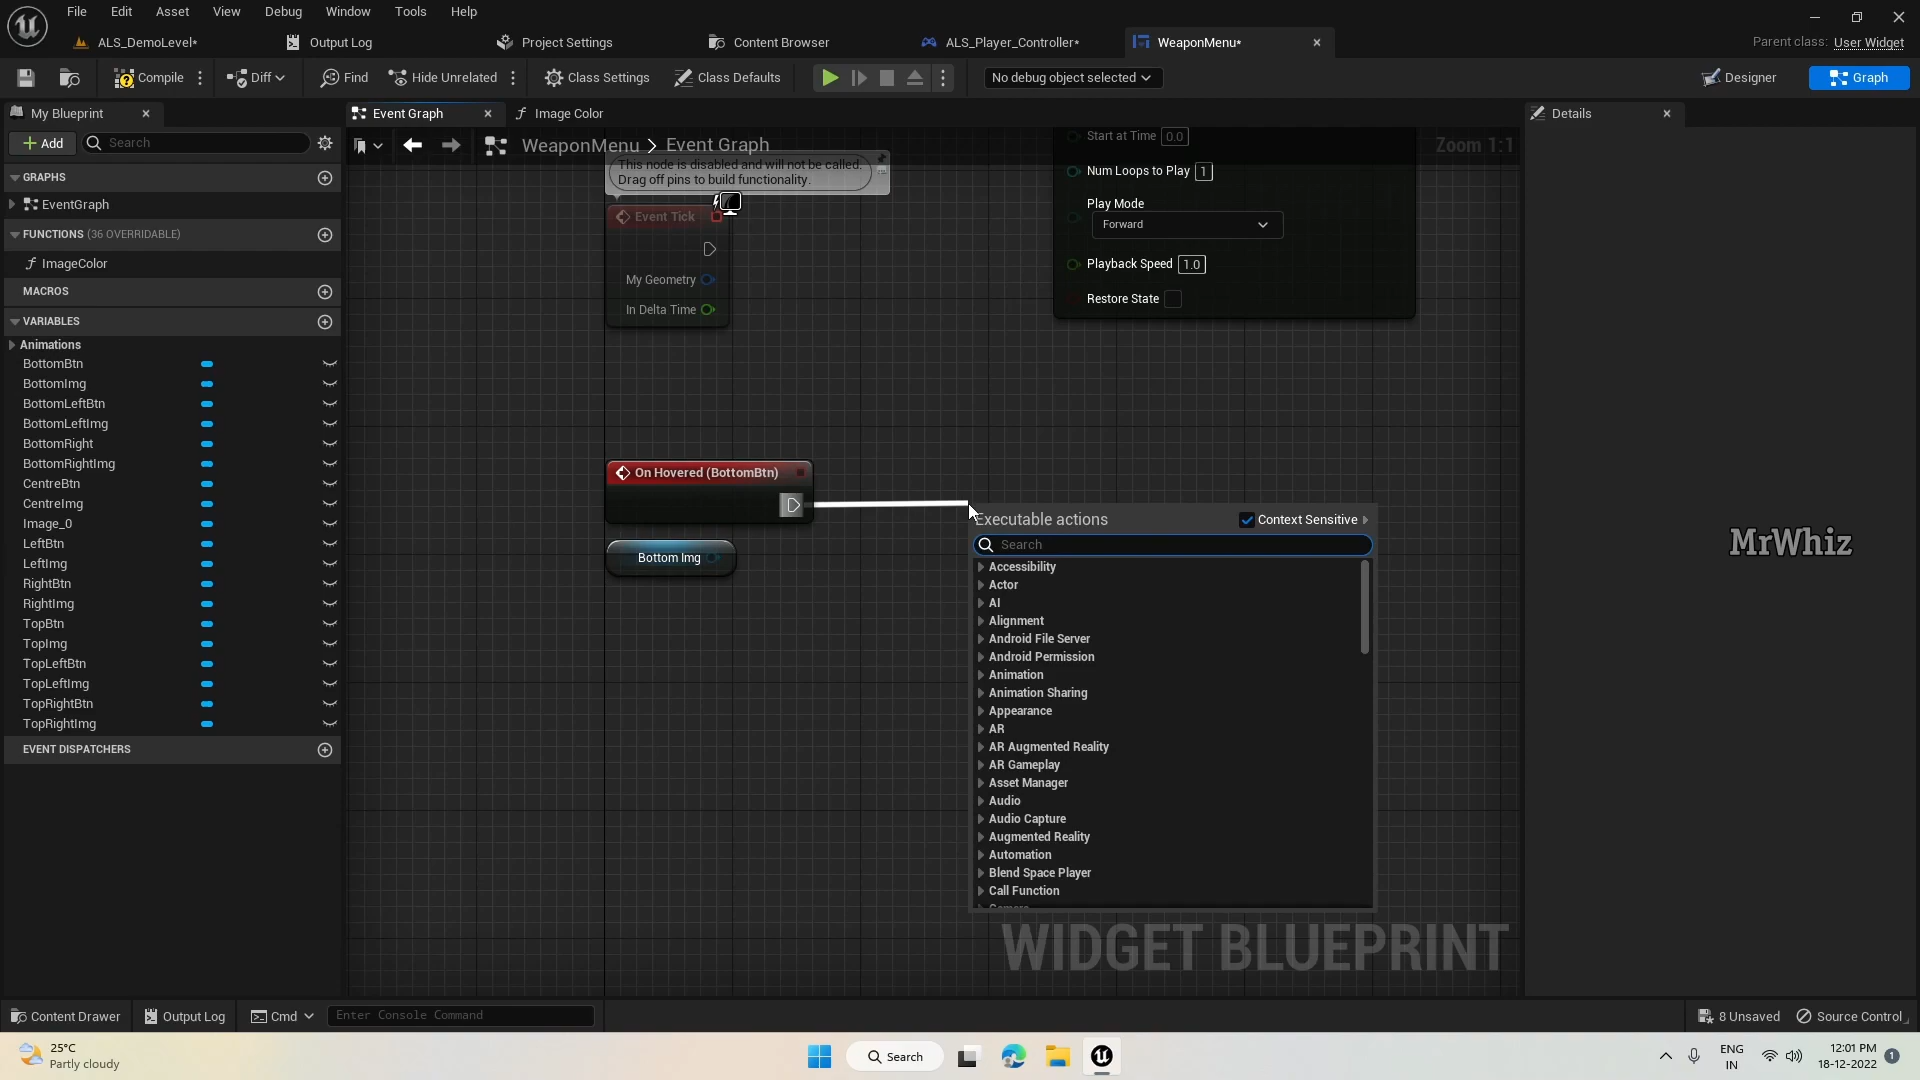 File Edit Asset View Debug Window Tools Help
ALS_DemoLevel* Output Log Project Settings Content Browser ALS_Player_Controller* WeaponMenu* Parent class: User Widget
Compile Diff Find Hide Unrelated Class Settings Class Defaults No debug object selected Designer Graph
My Blueprint Event Graph Image Color Details
Add Search WeaponMenu > Event Graph Zoom 1:1
GRAPHS
EventGraph
FUNCTIONS (36 OVERRIDABLE)
ImageColor
MACROS
VARIABLES
Animations
BottomBtn
BottomImg
BottomLeftBtn
BottomLeftImg
BottomRight
BottomRightImg
CentreBtn
CentreImg
Image_0
LeftBtn
LeftImg
RightBtn
RightImg
TopBtn
TopImg
TopLeftBtn
TopLeftImg
TopRightBtn
TopRightImg
EVENT DISPATCHERS
This node is disabled and will not be called.
Drag off pins to build functionality.
Event Tick
My Geometry
In Delta Time
Start at Time 0.0
Num Loops to Play 1
Play Mode
Forward
Playback Speed 1.0
Restore State
On Hovered (BottomBtn)
Bottom Img
Executable actions Context Sensitive
Search
Accessibility
Actor
AI
Alignment
Android File Server
Android Permission
Animation
Animation Sharing
Appearance
AR
AR Augmented Reality
AR Gameplay
Asset Manager
Audio
Audio Capture
Augmented Reality
Automation
Blend Space Player
Call Function
MrWhiz
WIDGET BLUEPRINT
Content Drawer Output Log Cmd Enter Console Command 8 Unsaved Source Control
25°C
Partly cloudy
Search
ENG
IN
12:01 PM
18-12-2022
1